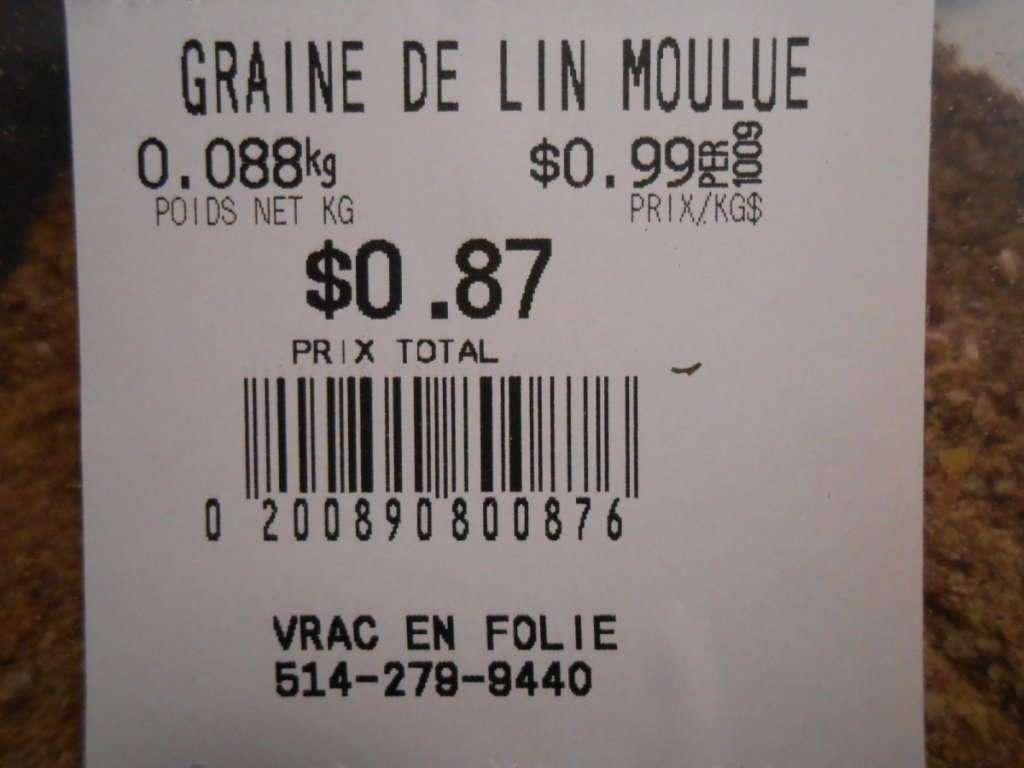 GRAINE DE LIN MOULUE
0.088kg $0.99 PER 100G
POIDS NET KG PRIX/KG$
$0.87
PRIX TOTAL
0 200890800876
VRAC EN FOLIE
514-279-9440